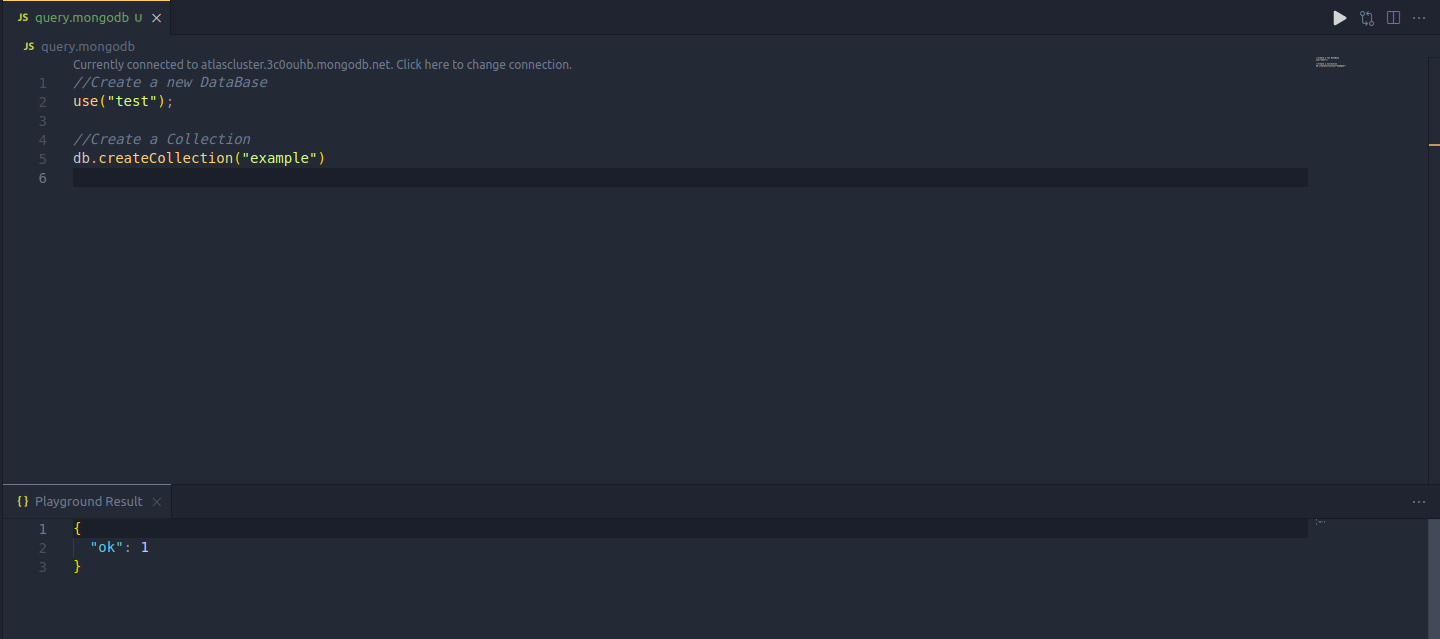 JS query.mongodb U
JS query.mongodb
Currently connected to atlascluster.3c0ouhb.mongodb.net. Click here to change connection.
1 //Create a new DataBase
2 use("test");
3
4 //Create a Collection
5 db.createCollection("example")
6
{} Playground Result
1 {
2 "ok": 1
3 }